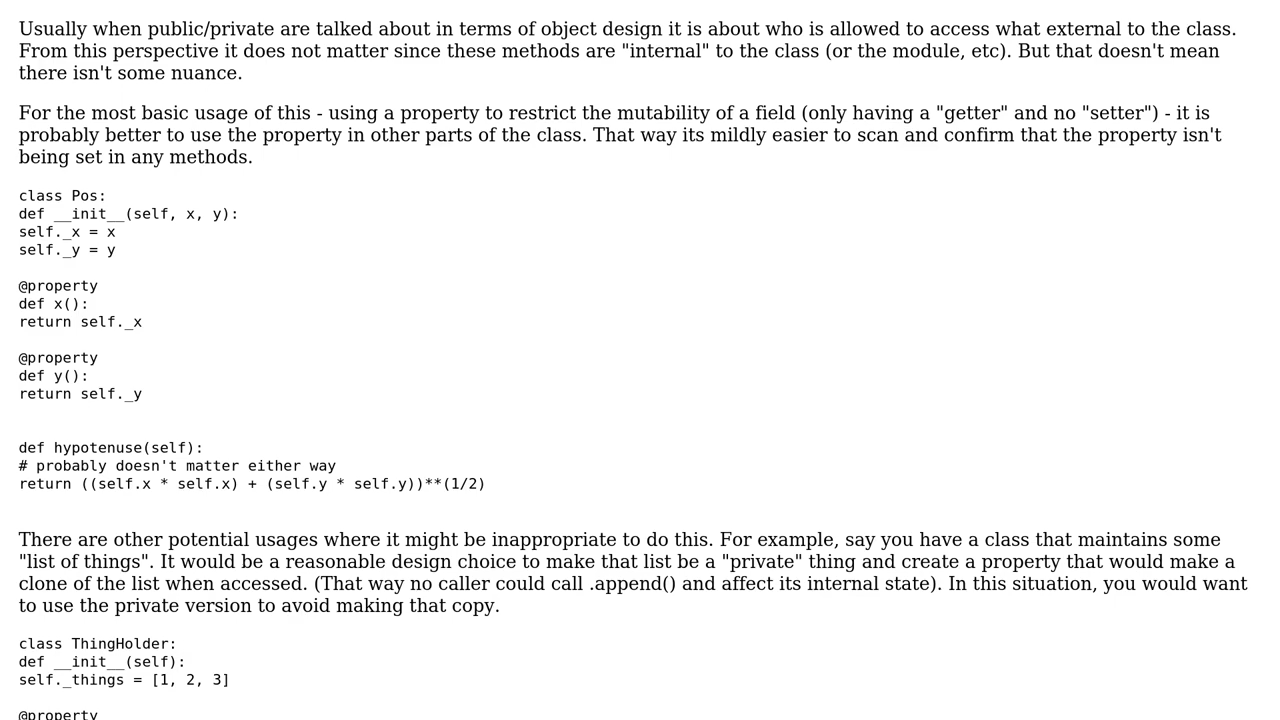 Usually when public/private are talked about in terms of object design it is about who is allowed to access what external to the class.
From this perspective it does not matter since these methods are "internal" to the class (or the module, etc). But that doesn't mean
there isn't some nuance.
For the most basic usage of this - using a property to restrict the mutability of a field (only having a "getter" and no "setter") - it is
probably better to use the property in other parts of the class. That way its mildly easier to scan and confirm that the property isn't
being set in any methods.
class Pos:
def __init__(self, x, y):
self._x = x
self._y = y
@property
def x():
return self._x
@property
def y():
return self._y
def hypotenuse(self):
# probably doesn't matter either way
return ((self.x * self.x) + (self.y * self.y))**(1/2)
There are other potential usages where it might be inappropriate to do this. For example, say you have a class that maintains some
"list of things". It would be a reasonable design choice to make that list be a "private" thing and create a property that would make a
clone of the list when accessed. (That way no caller could call .append() and affect its internal state). In this situation, you would want
to use the private version to avoid making that copy.
class ThingHolder:
def __init__(self):
self._things = [1, 2, 3]
@property